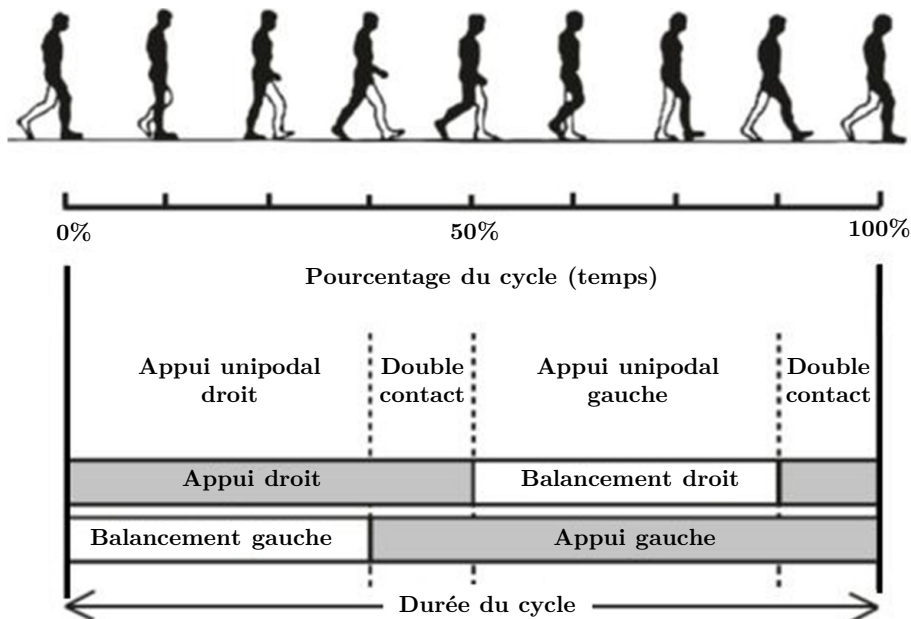 0%
50%
100%
Pourcentage du cycle (temps)
Appui unipodal
droit
Double
contact
Appui unipodal
gauche
Double
contact
Appui droit
Balancement droit
Balancement gauche
Appui gauche
Durée du cycle